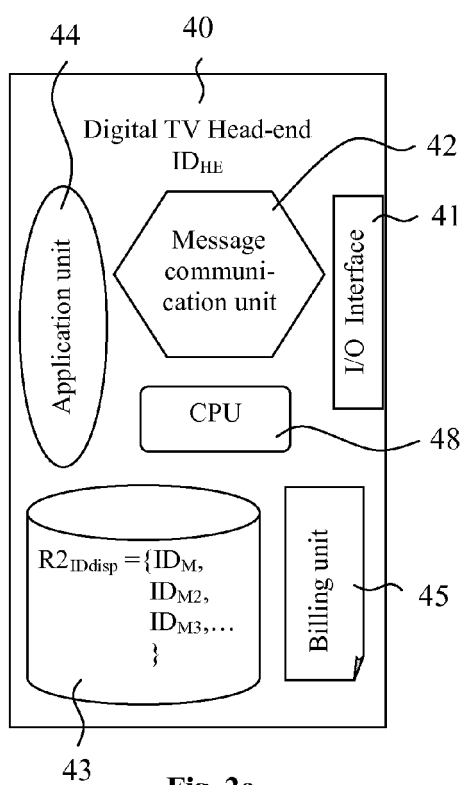 44
40
Digital TV Head-end
ID_HE
42
41
Message
communi-
cation unit
Application unit
I/O Interface
CPU
48
R2_IDdisp ={ID_M,
ID_M2,
ID_M3,…
}
Billing unit
45
43